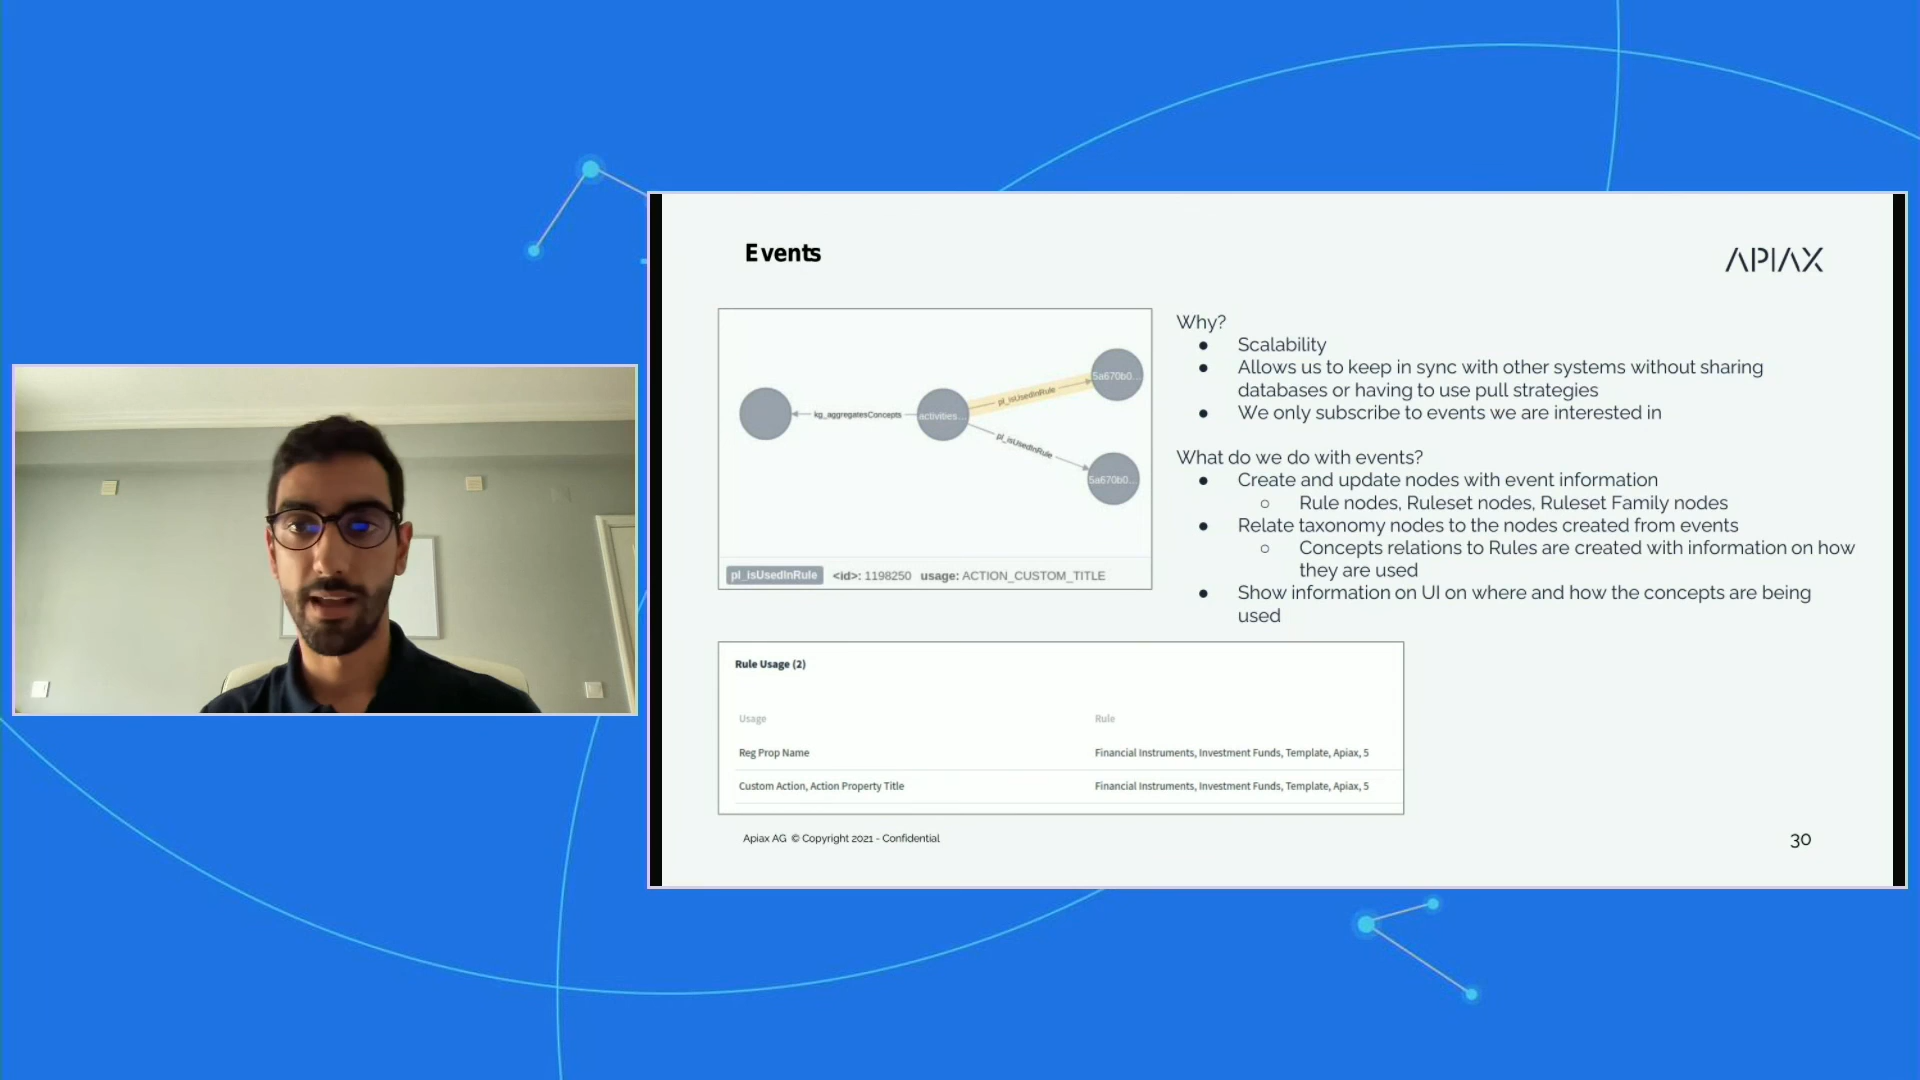 Events
APIAX
5a670b0...
pl_isUsedInRule
kg_aggregatesConcepts
activities...
pl_isUsedInRule
5a670b0...
pl_isUsedInRule <id>: 1198250 usage: ACTION_CUSTOM_TITLE
Why?
● Scalability
● Allows us to keep in sync with other systems without sharing
databases or having to use pull strategies
● We only subscribe to events we are interested in
What do we do with events?
● Create and update nodes with event information
○ Rule nodes, Ruleset nodes, Ruleset Family nodes
● Relate taxonomy nodes to the nodes created from events
○ Concepts relations to Rules are created with information on how
they are used
● Show information on UI on where and how the concepts are being
used
Rule Usage (2)
Usage Rule
Reg Prop Name Financial Instruments, Investment Funds, Template, Apiax, 5
Custom Action, Action Property Title Financial Instruments, Investment Funds, Template, Apiax, 5
Apiax AG © Copyright 2021 - Confidential
30